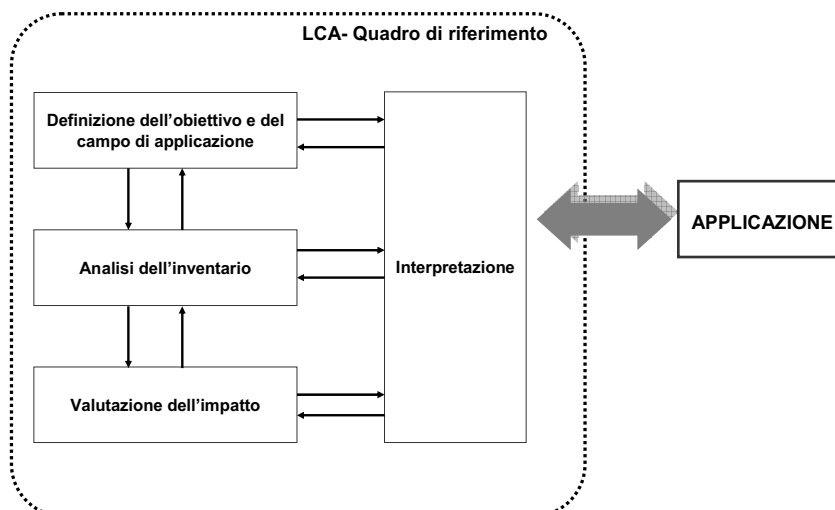 LCA- Quadro di riferimento
Definizione dell’obiettivo e del
campo di applicazione
Analisi dell’inventario
Valutazione dell’impatto
Interpretazione
APPLICAZIONE